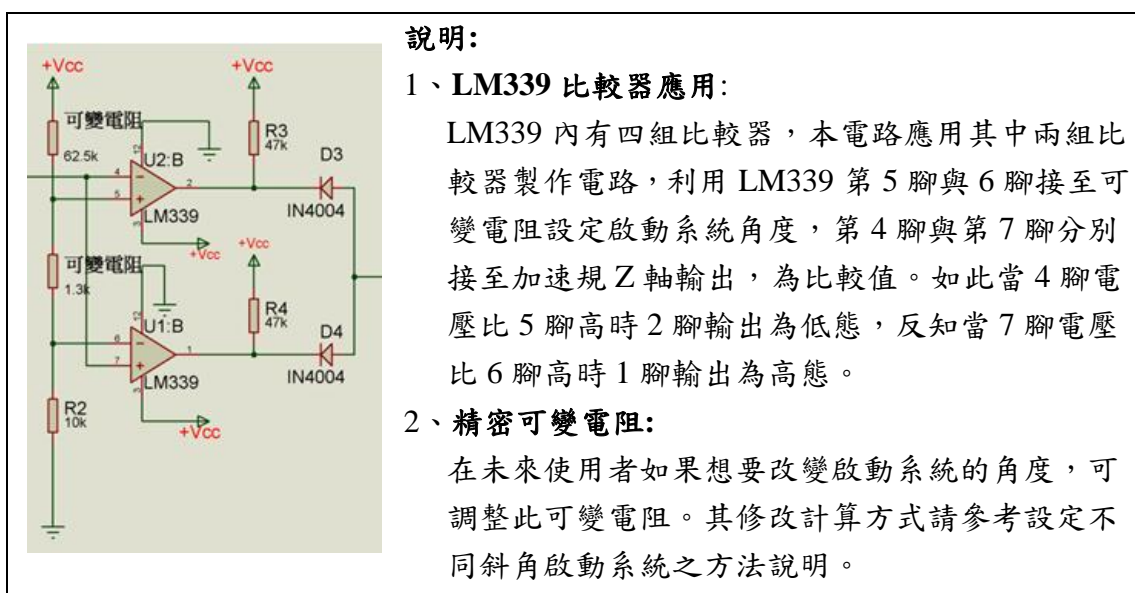 +Vcc
+Vcc
可變電阻
R3
47k
62.5k
12
U2:B
D3
4
5
2
LM339
IN4004
3
+Vcc
+Vcc
可變電阻
1.3k
R4
47k
12
U1:B
D4
6
7
1
LM339
IN4004
3
R2
10k
+Vcc
說明:
1、LM339 比較器應用:
LM339 內有四組比較器，本電路應用其中兩組比
較器製作電路，利用 LM339 第 5 腳與 6 腳接至可
變電阻設定啟動系統角度，第 4 腳與第 7 腳分別
接至加速規 Z 軸輸出，為比較值。如此當 4 腳電
壓比 5 腳高時 2 腳輸出為低態，反知當 7 腳電壓
比 6 腳高時 1 腳輸出為高態。
2、精密可變電阻:
在未來使用者如果想要改變啟動系統的角度，可
調整此可變電阻。其修改計算方式請參考設定不
同斜角啟動系統之方法說明。